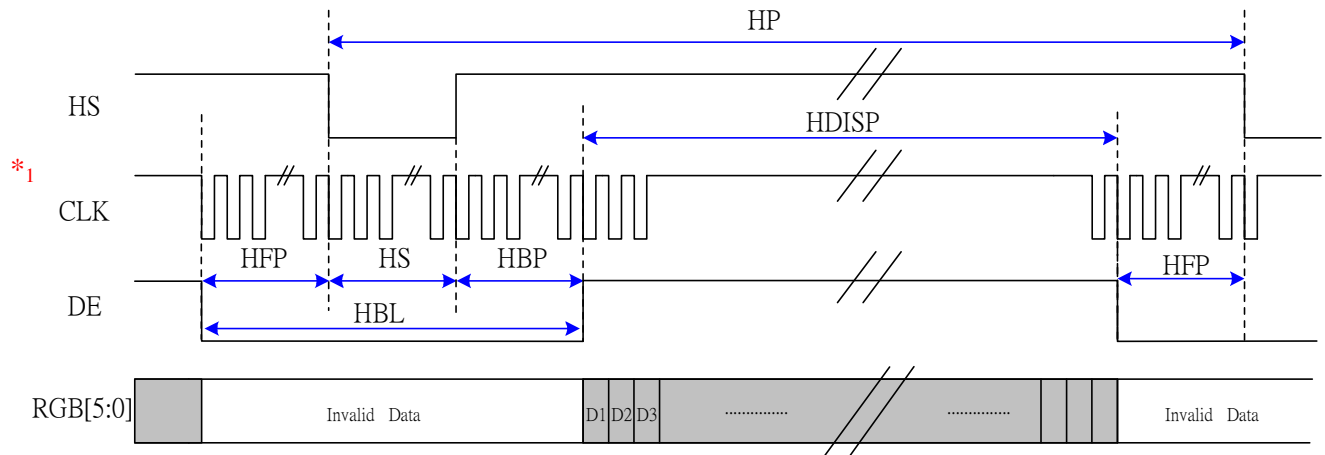 HP
HS
HDISP
*1
CLK
HFP HS HBP HFP
DE
HBL
RGB[5:0] Invalid Data D1 D2 D3 ............... ............... Invalid Data